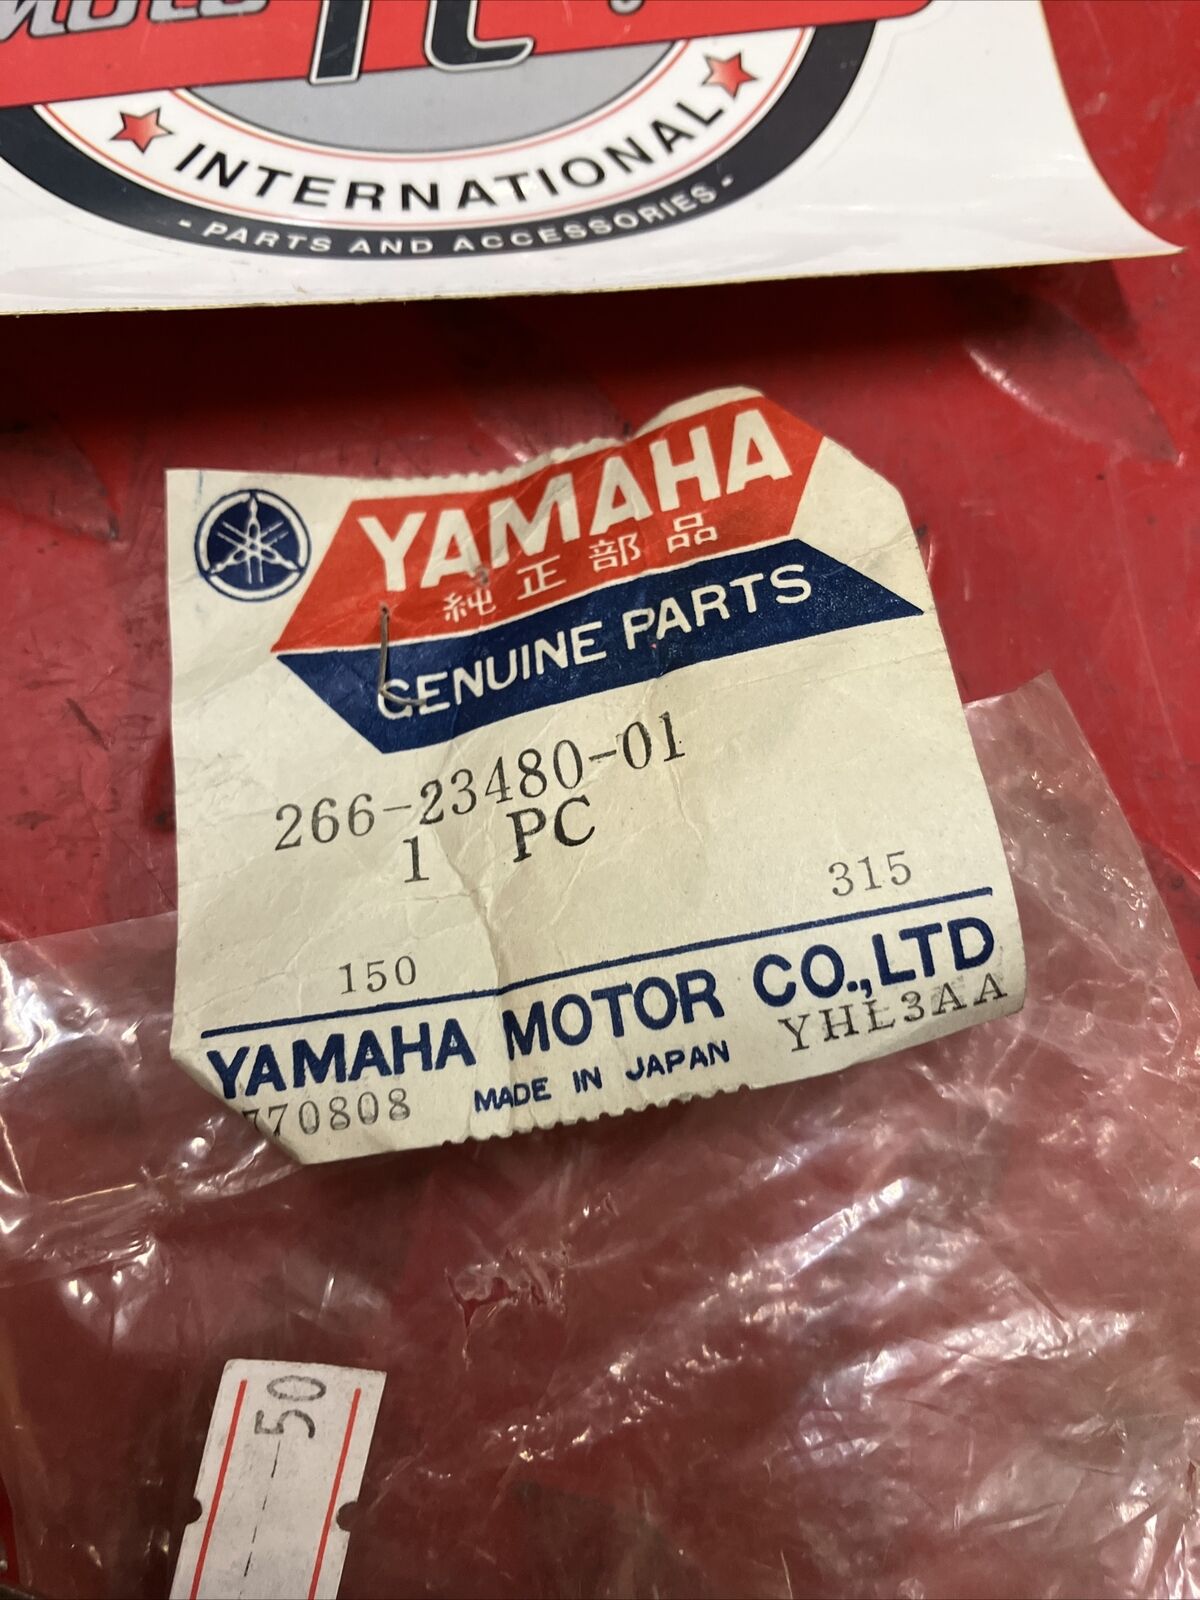 INTERNATIONAL
- PARTS AND ACCESSORIES -
YAMAHA
純正部品
GENUINE PARTS
266-23480-01
1 PC
315
150
YAMAHA MOTOR CO.,LTD
770808 MADE IN JAPAN YHL3AA
50